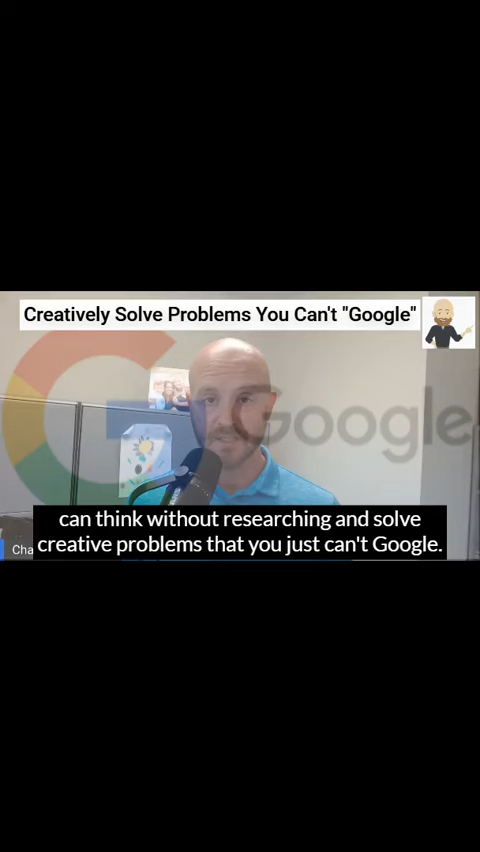 Creatively Solve Problems You Can't "Google"
Google
can think without researching and solve
creative problems that you just can't Google.
Cha